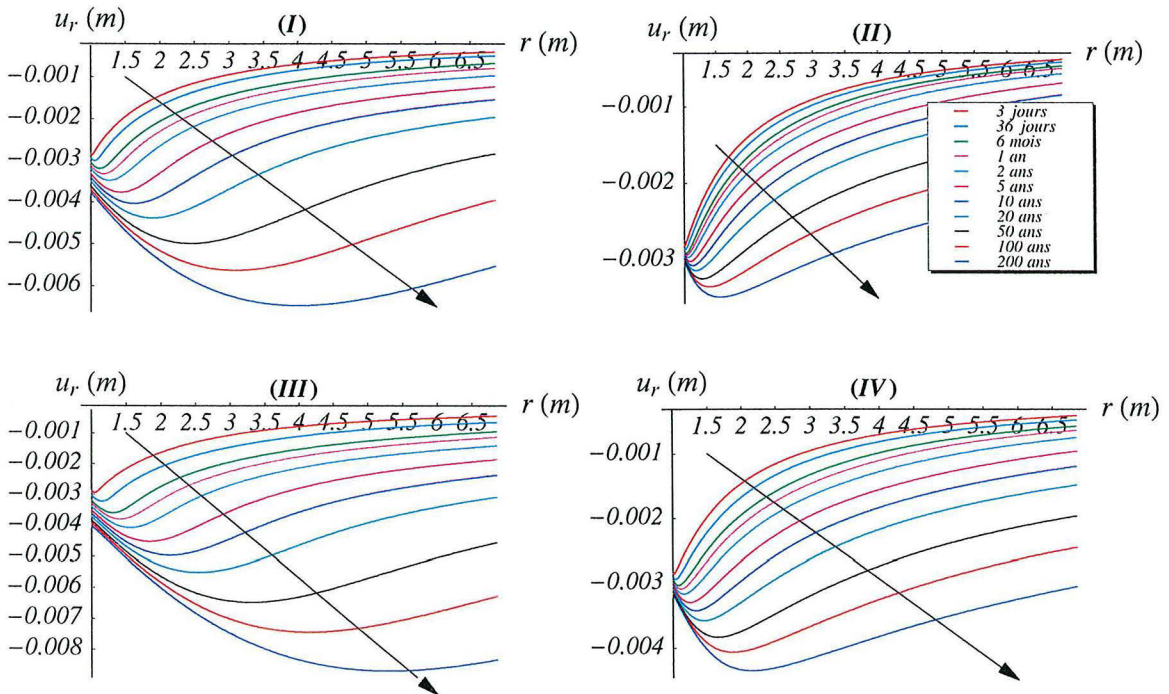 u_r (m)
(I)
r (m)
1.5 2 2.5 3 3.5 4 4.5 5 5.5 6 6.5
−0.001
−0.002
−0.003
−0.004
−0.005
−0.006
u_r (m)
(II)
r (m)
1.5 2 2.5 3 3.5 4 4.5 5 5.5 6 6.5
−0.001
−0.002
−0.003
3 jours
36 jours
6 mois
1 an
2 ans
5 ans
10 ans
20 ans
50 ans
100 ans
200 ans
u_r (m)
(III)
r (m)
1.5 2 2.5 3 3.5 4 4.5 5 5.5 6 6.5
−0.001
−0.002
−0.003
−0.004
−0.005
−0.006
−0.007
−0.008
u_r (m)
(IV)
r (m)
1.5 2 2.5 3 3.5 4 4.5 5 5.5 6 6.5
−0.001
−0.002
−0.003
−0.004